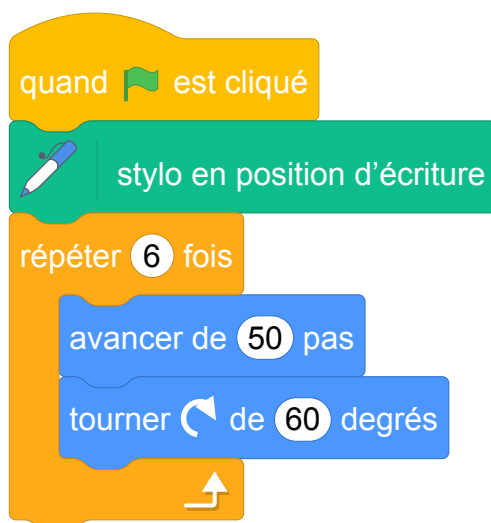 quand est cliqué
stylo en position d’écriture
répéter 6 fois
avancer de 50 pas
tourner de 60 degrés